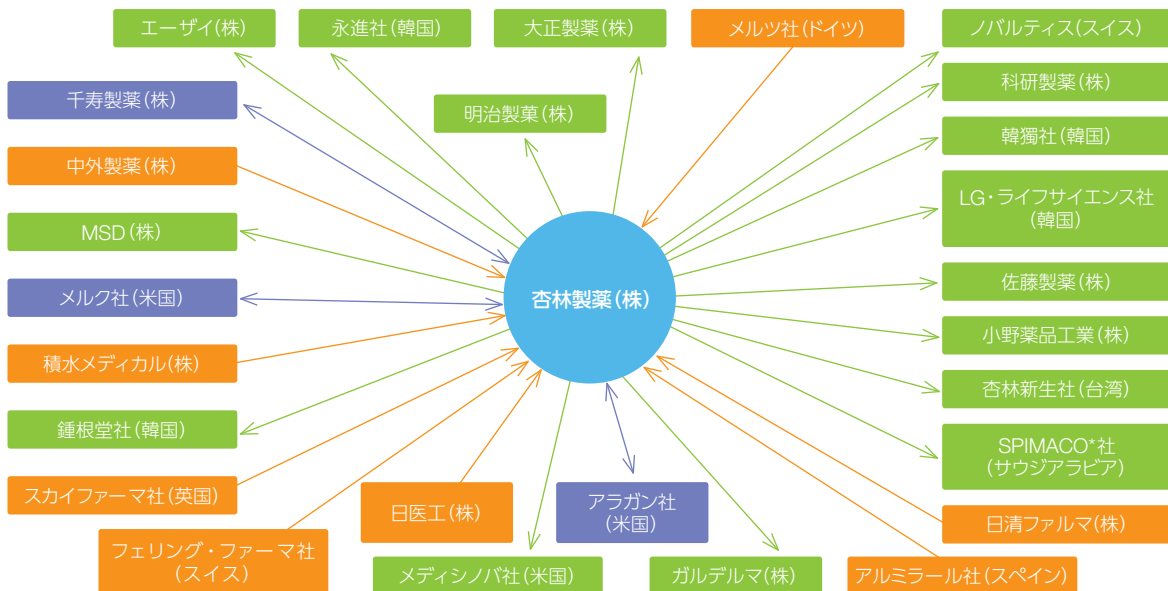 エーザイ(株)
永進社(韓国)
大正製薬(株)
メルツ社(ドイツ)
ノバルティス(スイス)
千寿製薬(株)
明治製菓(株)
科研製薬(株)
中外製薬(株)
韓獨社(韓国)
MSD(株)
LG・ライフサイエンス社
(韓国)
メルク社(米国)
杏林製薬(株)
佐藤製薬(株)
積水メディカル(株)
小野薬品工業(株)
鍾根堂社(韓国)
杏林新生社(台湾)
スカイファーマ社(英国)
SPIMACO*社
(サウジアラビア)
日医工(株)
アラガン社
(米国)
日清ファルマ(株)
フェリング・ファーマ社
(スイス)
メディシノバ社(米国)
ガルデルマ(株)
アルミラール社(スペイン)